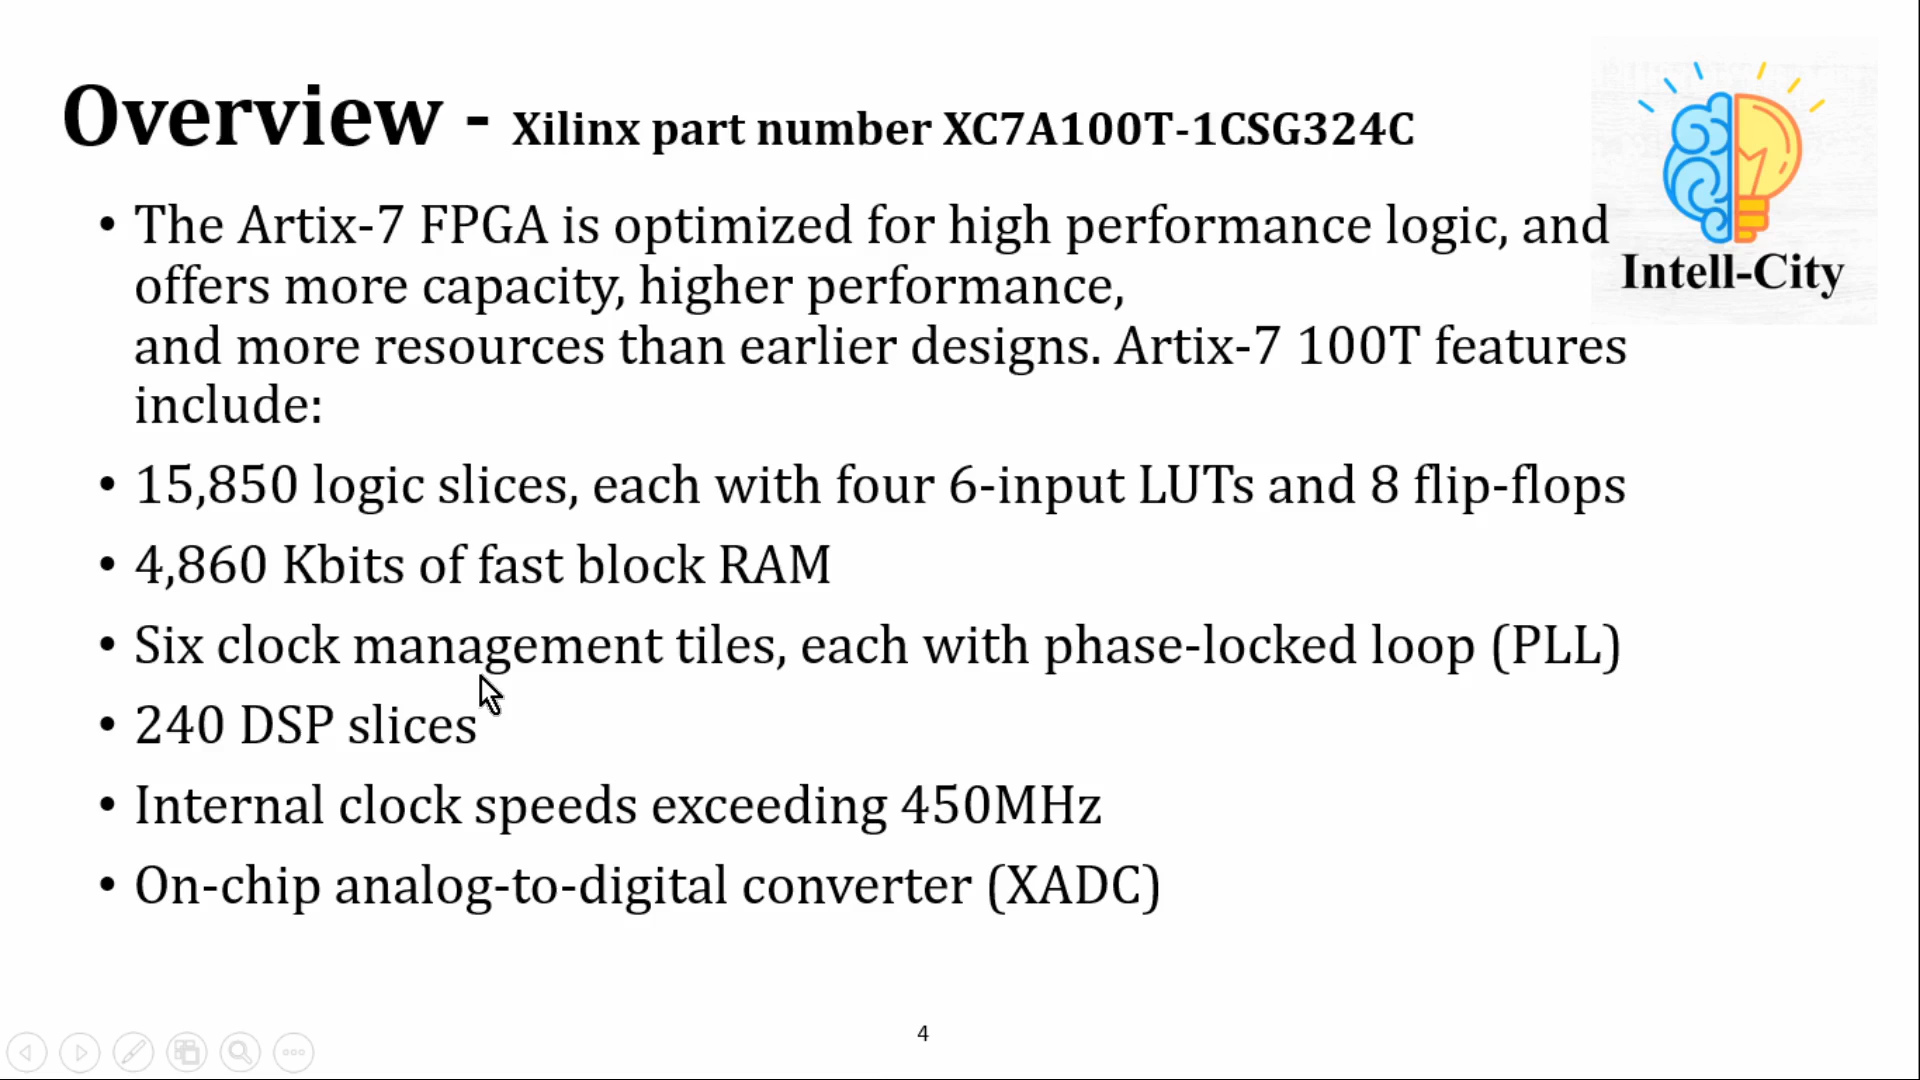 Overview - Xilinx part number XC7A100T-1CSG324C
• The Artix-7 FPGA is optimized for high performance logic, and
offers more capacity, higher performance,
and more resources than earlier designs. Artix-7 100T features
include:
• 15,850 logic slices, each with four 6-input LUTs and 8 flip-flops
• 4,860 Kbits of fast block RAM
• Six clock management tiles, each with phase-locked loop (PLL)
• 240 DSP slices
• Internal clock speeds exceeding 450MHz
• On-chip analog-to-digital converter (XADC)
Intell-City
4